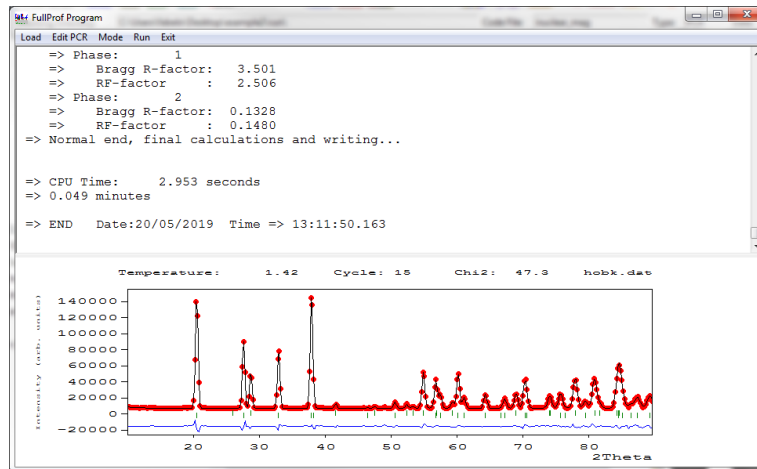 FullProf Program
Load Edit PCR Mode Run Exit
=> Phase: 1
=> Bragg R-factor: 3.501
=> RF-factor : 2.506
=> Phase: 2
=> Bragg R-factor: 0.1328
=> RF-factor : 0.1480
=> Normal end, final calculations and writing...
=> CPU Time: 2.953 seconds
=> 0.049 minutes
=> END Date:20/05/2019 Time => 13:11:50.163
Temperature: 1.42 Cycle: 15 Chi2: 47.3 hobk.dat
Intensity (arb. units)
140000
120000
100000
80000
60000
40000
20000
0
-20000
20 30 40 50 60 70 80
2Theta